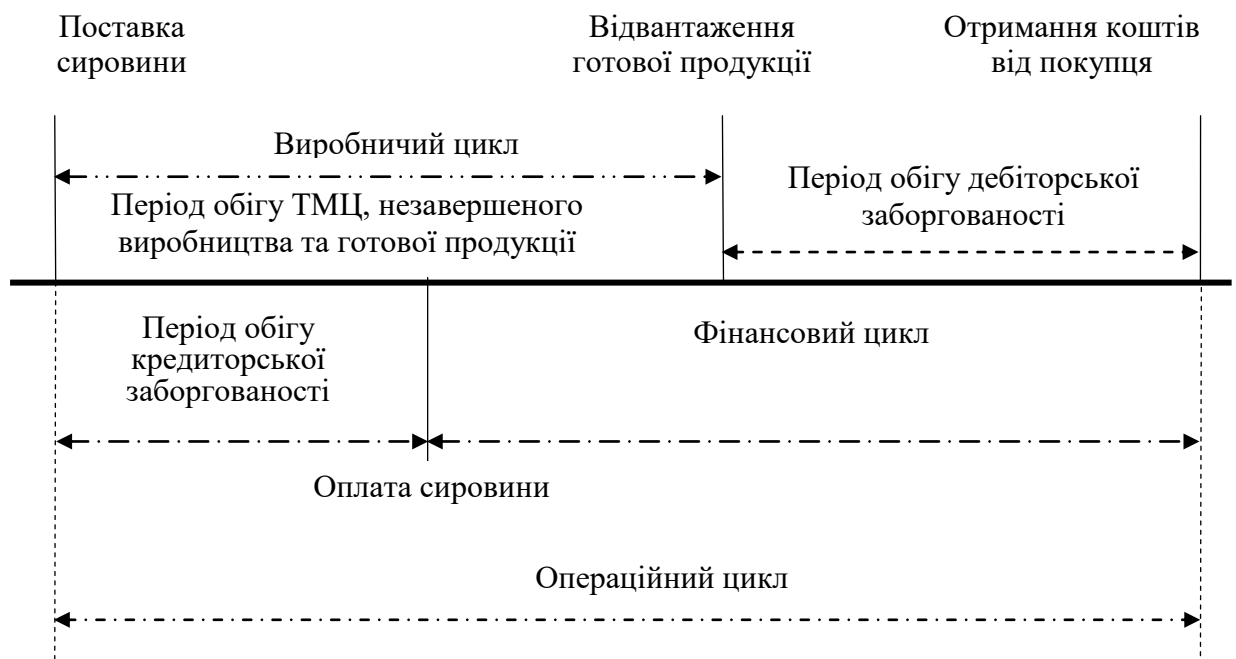 Поставка
сировини
Відвантаження
готової продукції
Отримання коштів
від покупця
Виробничий цикл
Період обігу ТМЦ, незавершеного
виробництва та готової продукції
Період обігу дебіторської
заборгованості
Період обігу
кредиторської
заборгованості
Фінансовий цикл
Оплата сировини
Операційний цикл